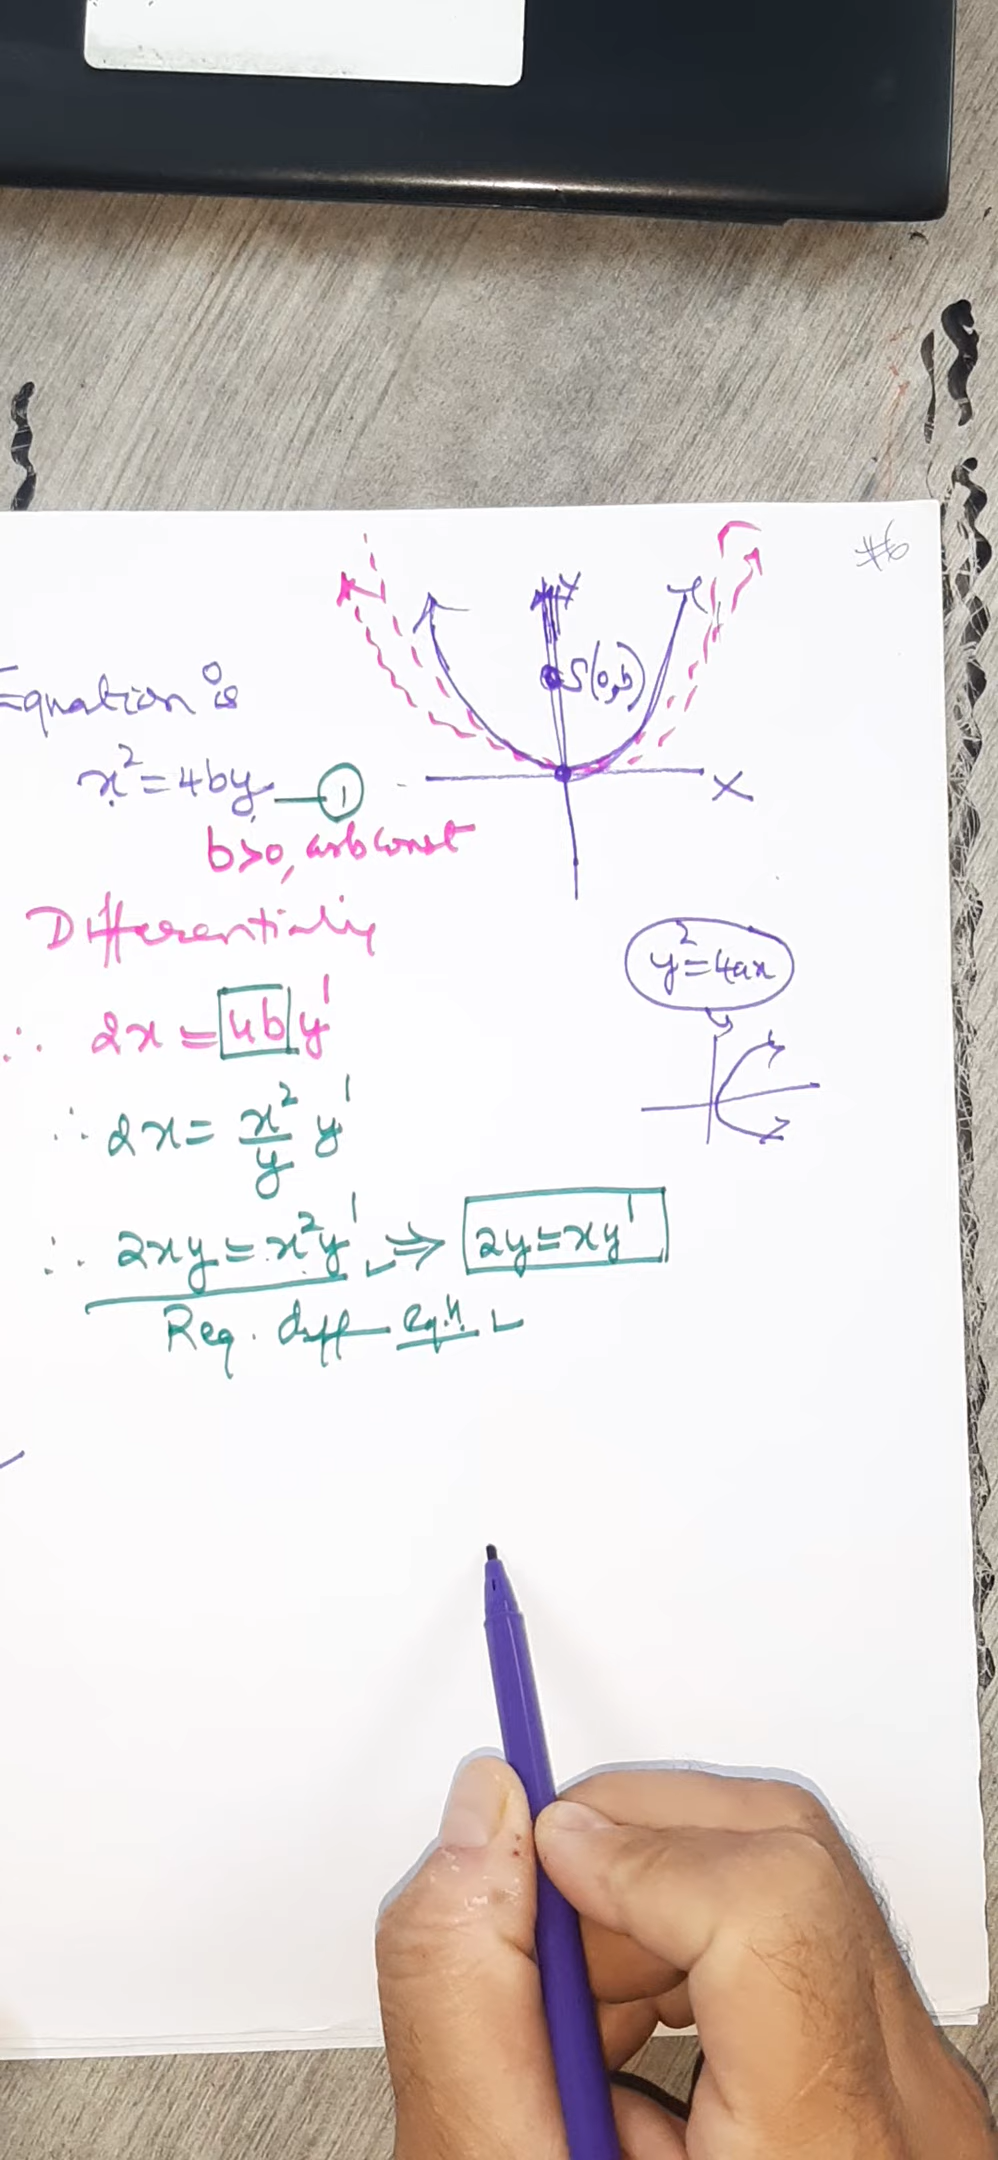 #6
Y
S(0,b)
X
Equation is
x² = 4by — ①
b>0, arb const
Differentiating
∴ 2x = 4b y'
∴ 2x = x²/y y'
∴ 2xy = x²y' ⇒ 2y = xy'
Req. diff eqn.
y² = 4ax